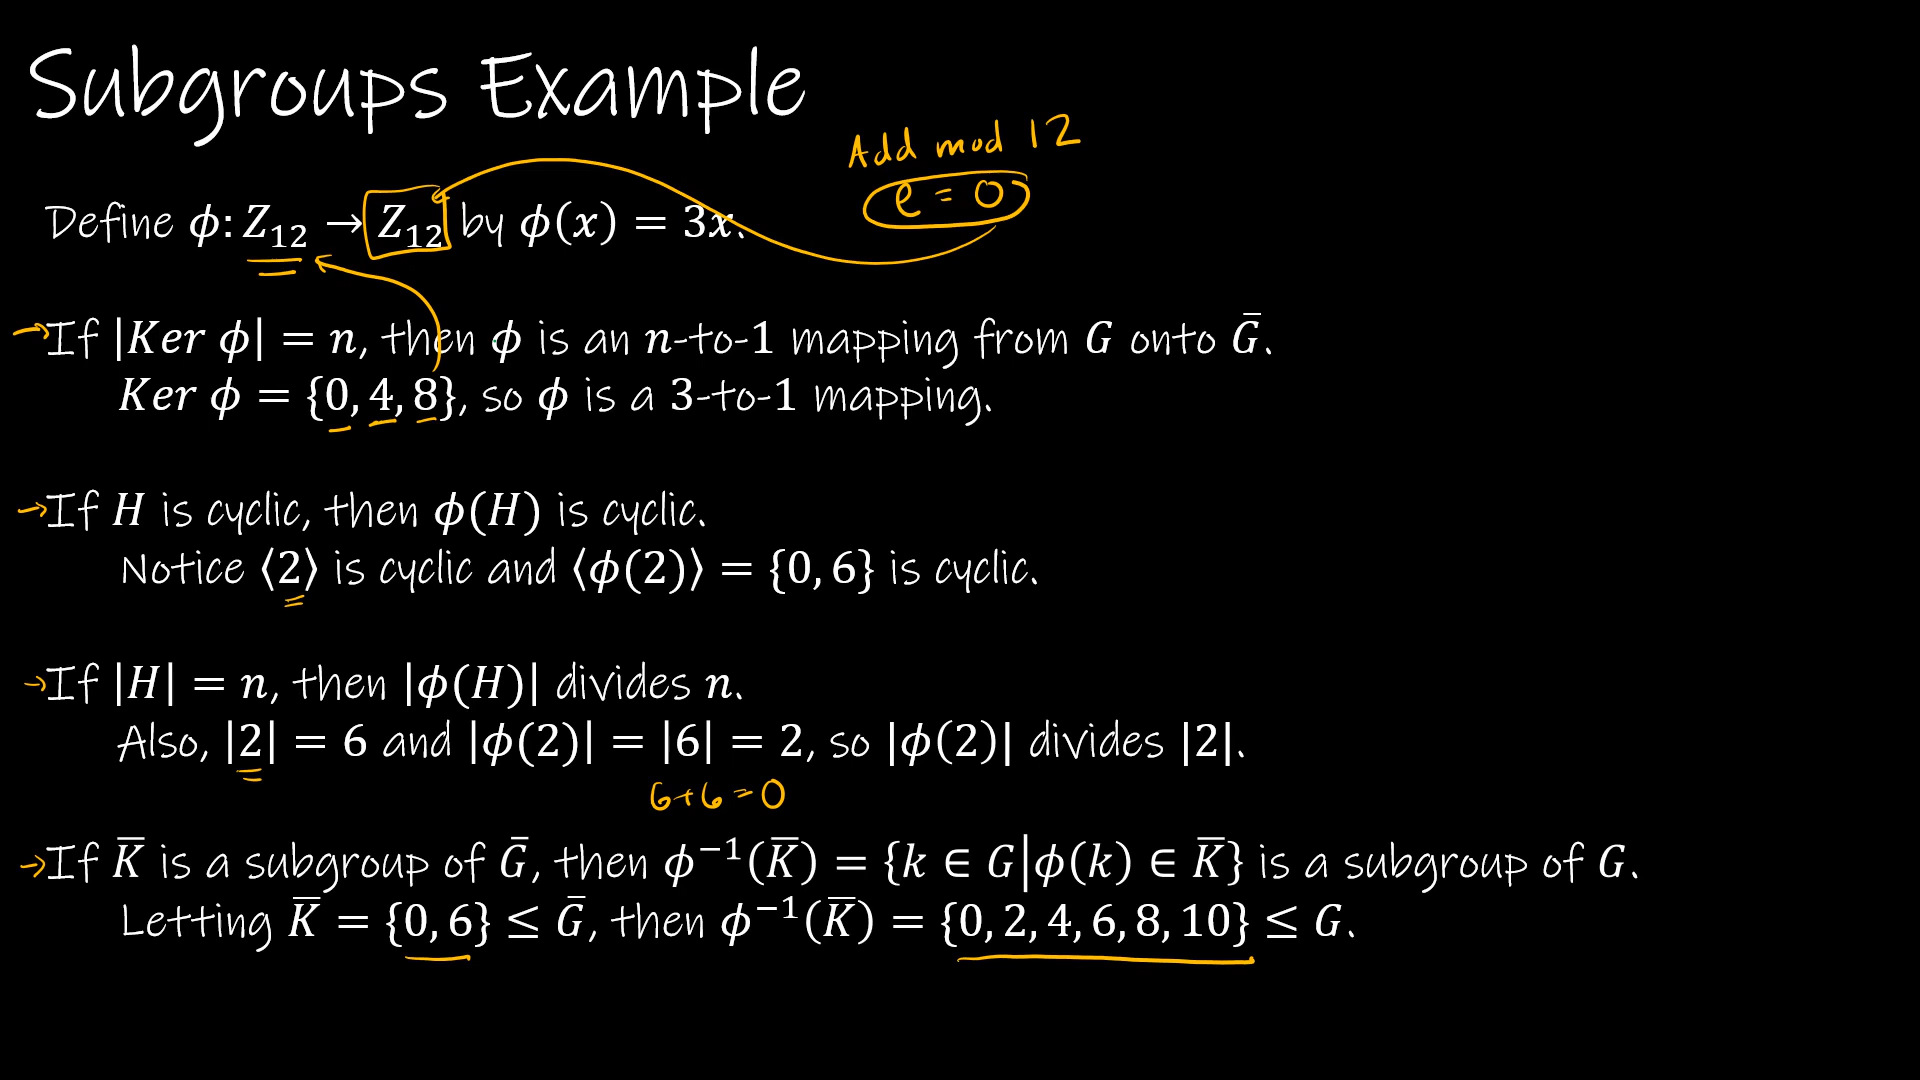 Subgroups Example
Add mod 12
e = 0
Define ϕ: Z₁₂ → Z₁₂ by ϕ(x) = 3x.
→ If |Ker ϕ| = n, then ϕ is an n-to-1 mapping from G onto G̅.
Ker ϕ = {0, 4, 8}, so ϕ is a 3-to-1 mapping.
→ If H is cyclic, then ϕ(H) is cyclic.
Notice ⟨2⟩ is cyclic and ⟨ϕ(2)⟩ = {0, 6} is cyclic.
→ If |H| = n, then |ϕ(H)| divides n.
Also, |2| = 6 and |ϕ(2)| = |6| = 2, so |ϕ(2)| divides |2|.
6+6=0
→ If K̅ is a subgroup of G̅, then ϕ⁻¹(K̅) = {k ∈ G|ϕ(k) ∈ K̅} is a subgroup of G.
Letting K̅ = {0, 6} ≤ G̅, then ϕ⁻¹(K̅) = {0, 2, 4, 6, 8, 10} ≤ G.